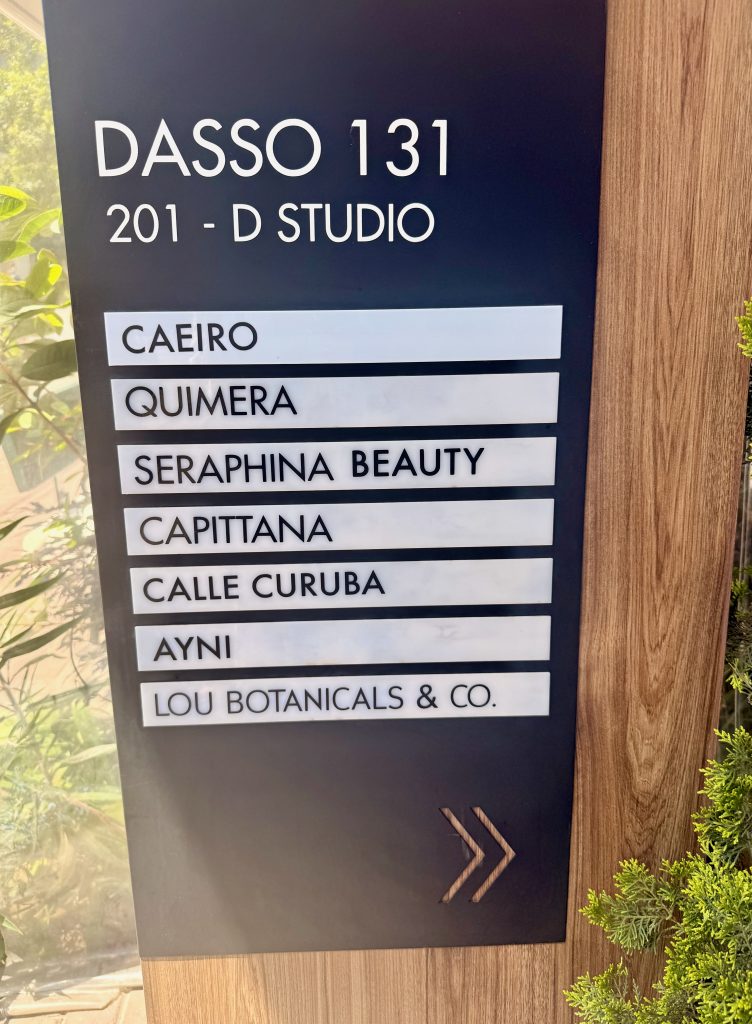 DASSO 131
201 - D STUDIO
CAEIRO
QUIMERA
SERAPHINA BEAUTY
CAPITTANA
CALLE CURUBA
AYNI
LOU BOTANICALS & CO.